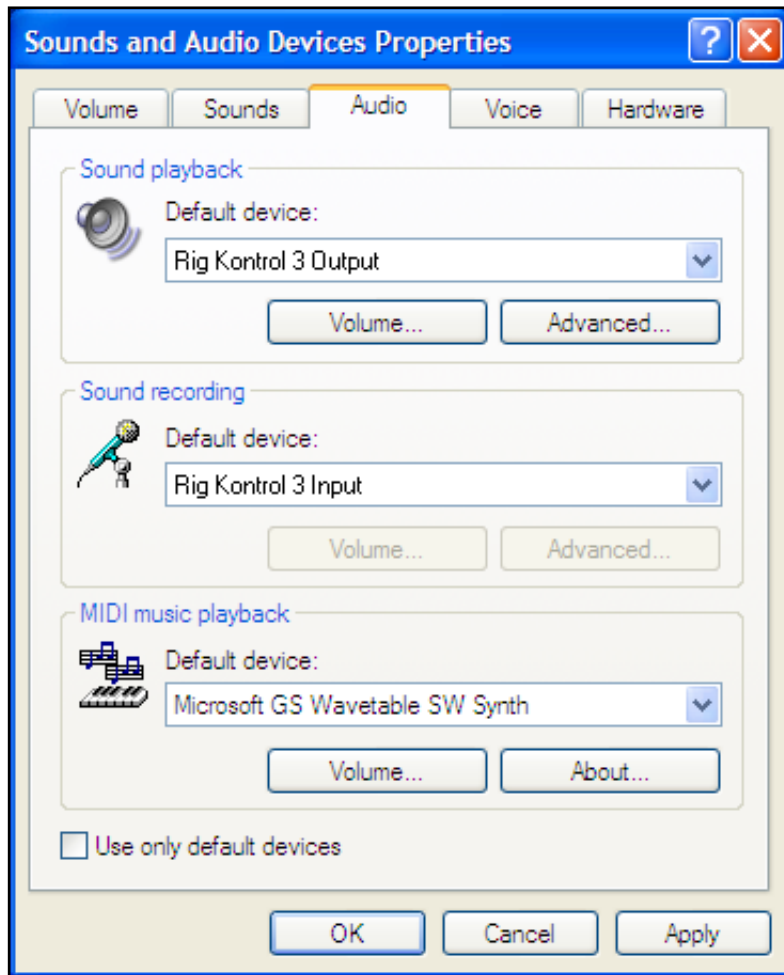 Sounds and Audio Devices Properties
Volume Sounds Audio Voice Hardware
Sound playback
Default device:
Rig Kontrol 3 Output
Volume... Advanced...
Sound recording
Default device:
Rig Kontrol 3 Input
Volume... Advanced...
MIDI music playback
Default device:
Microsoft GS Wavetable SW Synth
Volume... About...
Use only default devices
OK Cancel Apply